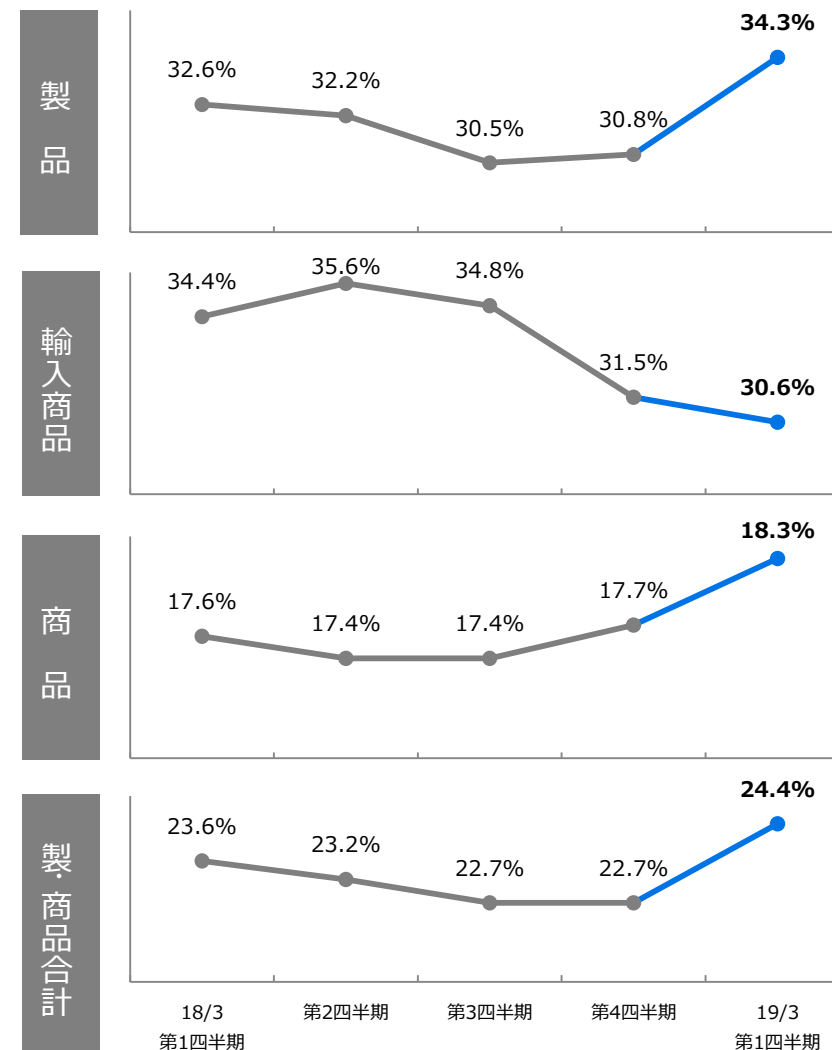 製品
32.6%
32.2%
30.5%
30.8%
34.3%
輸入商品
34.4%
35.6%
34.8%
31.5%
30.6%
商品
17.6%
17.4%
17.4%
17.7%
18.3%
製・商品合計
23.6%
23.2%
22.7%
22.7%
24.4%
18/3
第1四半期
第2四半期
第3四半期
第4四半期
19/3
第1四半期